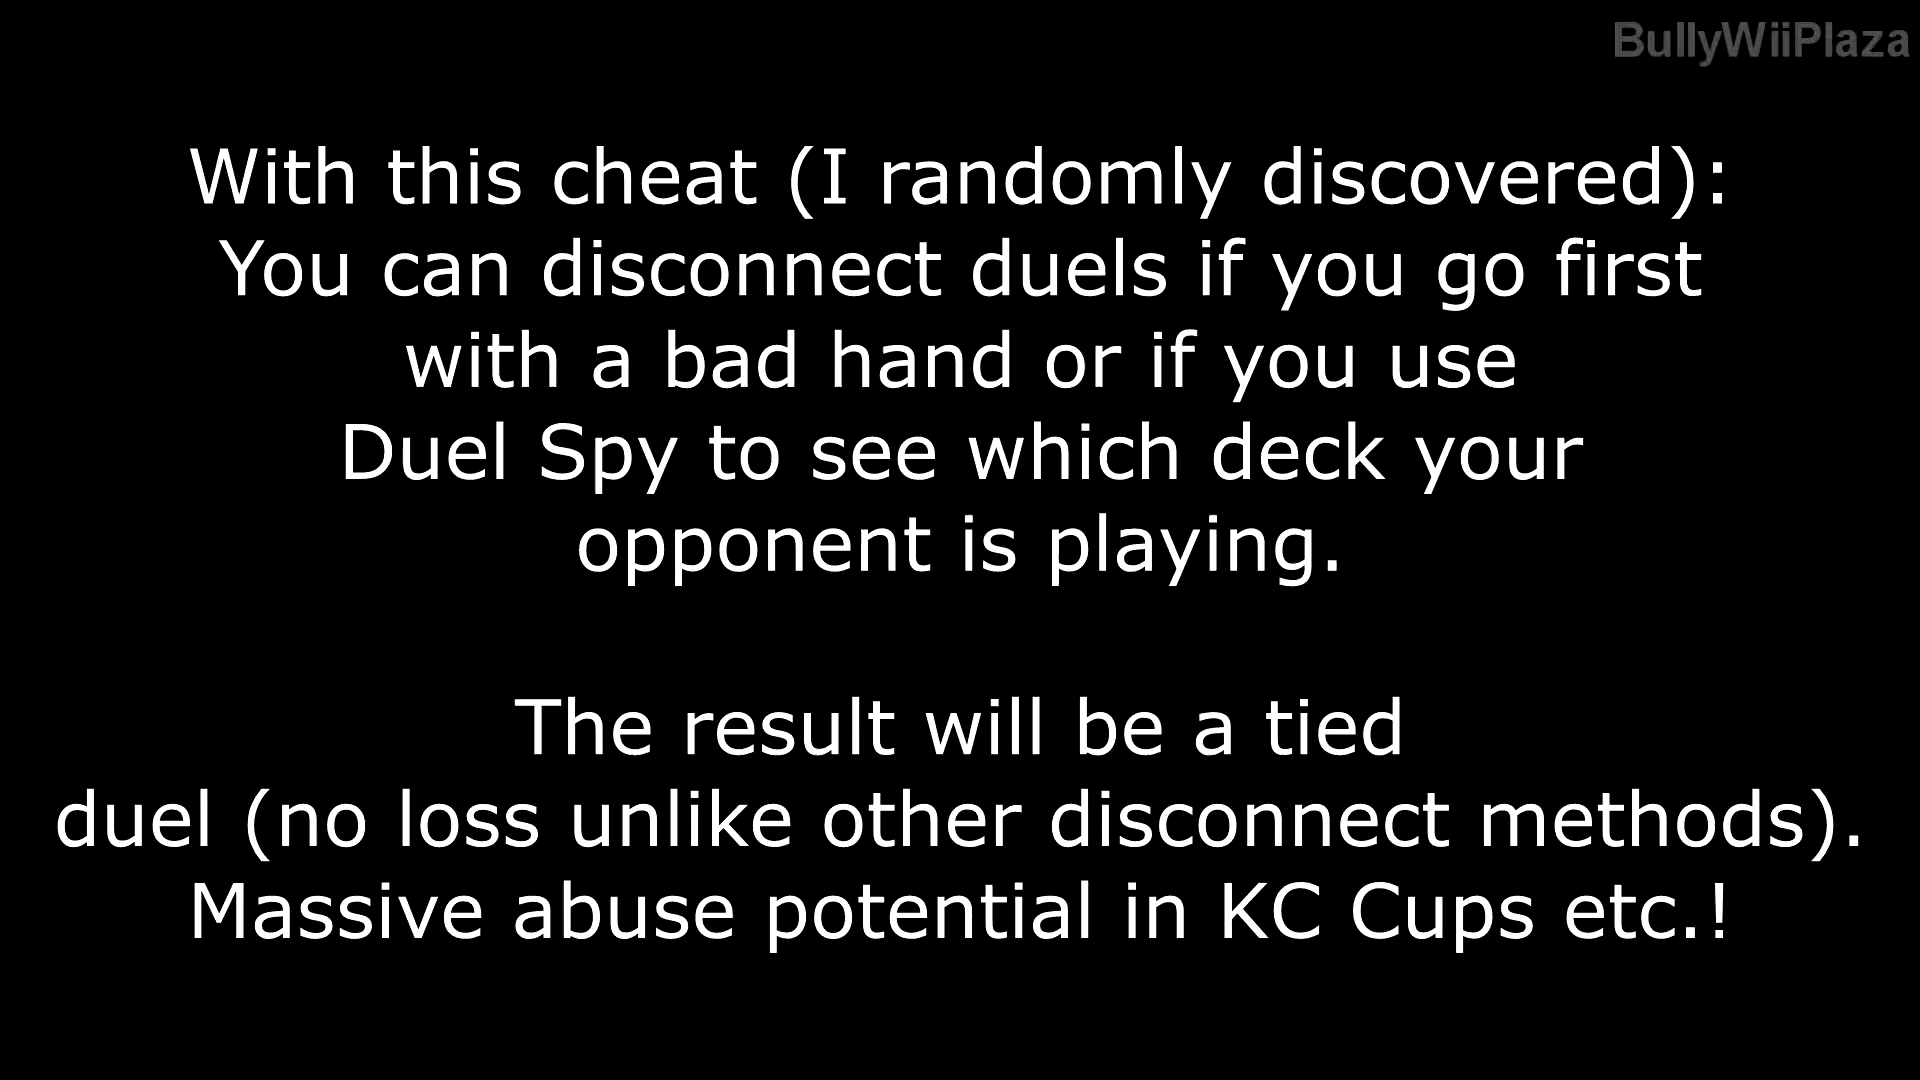 BullyWiiPlaza
With this cheat (I randomly discovered):
You can disconnect duels if you go first
with a bad hand or if you use
Duel Spy to see which deck your
opponent is playing.
The result will be a tied
duel (no loss unlike other disconnect methods).
Massive abuse potential in KC Cups etc.!